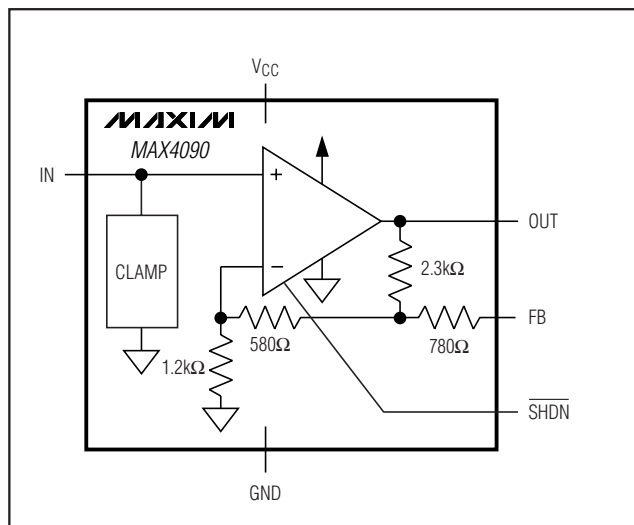 VCC
MAXIM
MAX4090
IN
+
OUT
CLAMP
−
2.3kΩ
FB
580Ω
780Ω
1.2kΩ
SHDN
GND